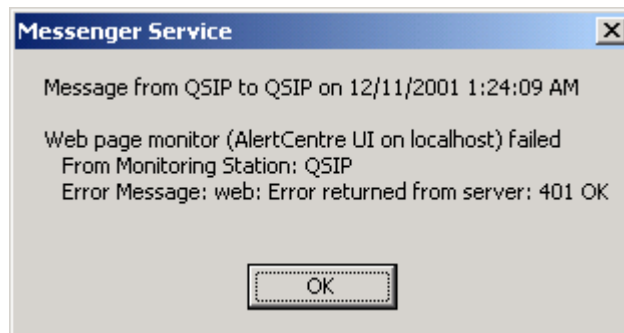 Messenger Service
Message from QSIP to QSIP on 12/11/2001 1:24:09 AM
Web page monitor (AlertCentre UI on localhost) failed
From Monitoring Station: QSIP
Error Message: web: Error returned from server: 401 OK
OK